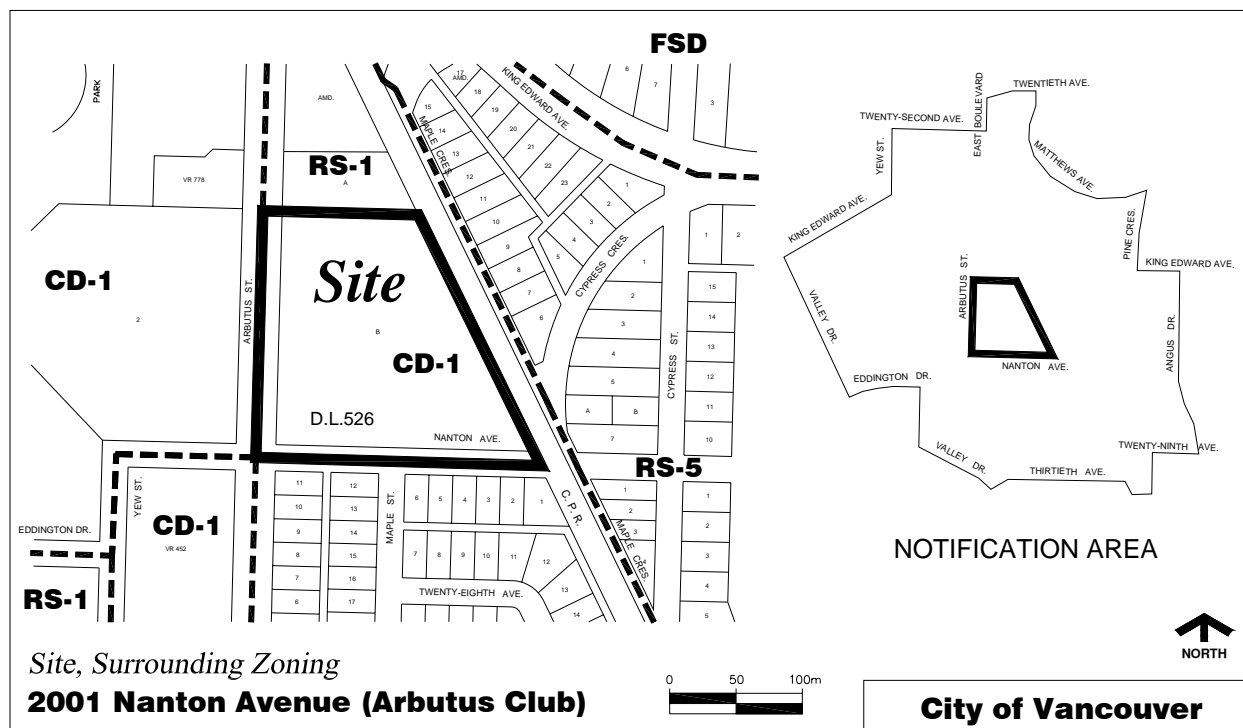 FSD
PARK
AMD.
17
AMD.
18
19
20
21
22
23
KING EDWARD AVE.
6
7
3
15
14
13
12
11
10
9
8
7
6
MAPLE CRES.
VR 778
RS-1
A
1
2
3
4
5
CYPRESS CRES.
1
2
CD-1
2
ARBUTUS ST.
Site
B
CD-1
D.L.526
NANTON AVE.
1
2
3
4
5
A
B
7
CYPRESS ST.
15
14
13
12
11
10
RS-5
YEW ST.
CD-1
VR 452
EDDINGTON DR.
RS-1
11
10
9
8
7
6
12
13
14
15
16
17
MAPLE ST.
6
5
4
3
2
1
7
8
9
10
11
12
13
14
TWENTY-EIGHTH AVE.
C. P. R.
1
2
3
MAPLE CRES.
1
2
3
4
5
TWENTIETH AVE.
EAST BOULEVARD
TWENTY-SECOND AVE.
YEW ST.
MATTHEWS AVE.
KING EDWARD AVE.
PINE CRES.
KING EDWARD AVE.
ARBUTUS ST.
VALLEY DR.
ANGUS DR.
NANTON AVE.
EDDINGTON DR.
VALLEY DR.
TWENTY-NINTH AVE.
THIRTIETH AVE.
NOTIFICATION AREA
NORTH
Site, Surrounding Zoning
2001 Nanton Avenue (Arbutus Club)
0 50 100m
City of Vancouver